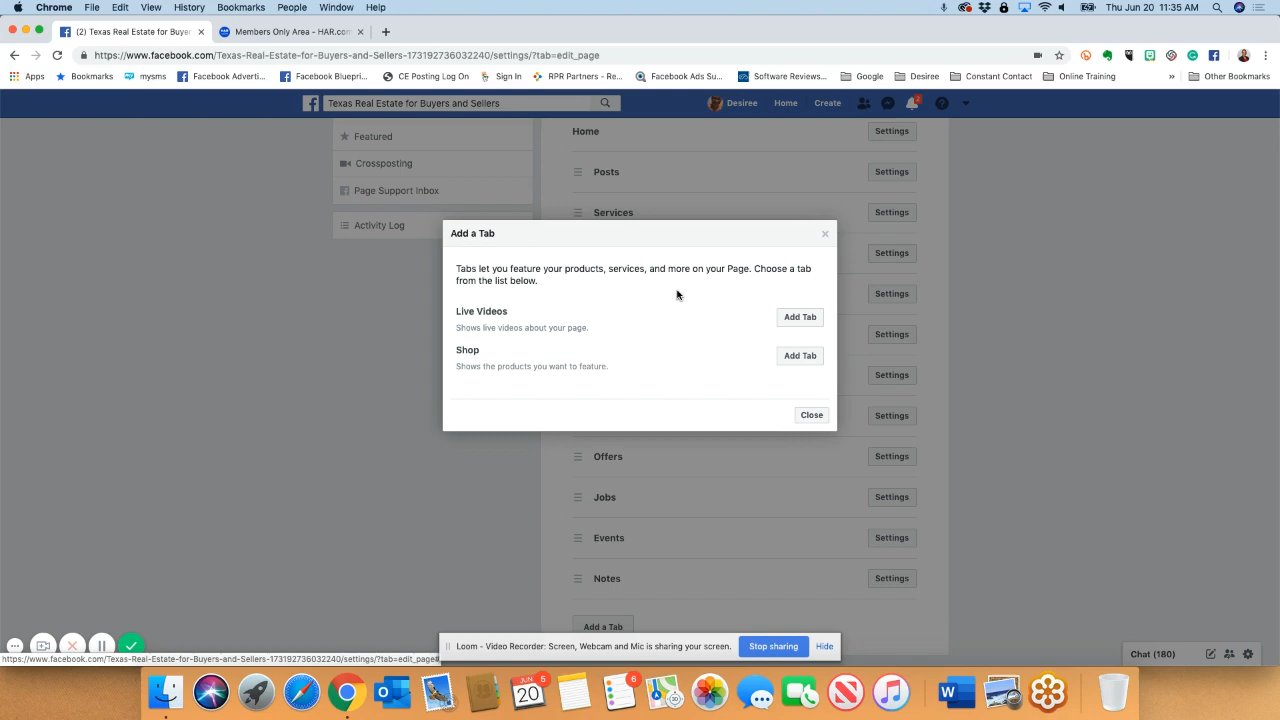 Chrome File Edit View History Bookmarks People Window Help Thu Jun 20 11:35 AM
(2) Texas Real Estate for Buye Members Only Area - HAR.com
https://www.facebook.com/Texas-Real-Estate-for-Buyers-and-Sellers-173192736032240/settings/?tab=edit_page
Apps Bookmarks mysms Facebook Adverti... Facebook Bluepri... CE Posting Log On Sign In RPR Partners - Re... Facebook Ads Su... Software Reviews... Google Desiree Constant Contact Online Training » Other Bookmarks
Texas Real Estate for Buyers and Sellers Desiree Home Create 2
Home Settings
Featured
Crossposting
Posts Settings
Page Support Inbox
Services Settings
Activity Log
Add a Tab
Settings
Tabs let you feature your products, services, and more on your Page. Choose a tab
from the list below.
Settings
Live Videos Add Tab
Shows live videos about your page.
Settings
Shop Add Tab
Shows the products you want to feature.
Settings
Close Settings
Offers Settings
Jobs Settings
Events Settings
Notes Settings
Add a Tab
Loom - Video Recorder: Screen, Webcam and Mic is sharing your screen. Stop sharing Hide
Chat (180)
https://www.facebook.com/Texas-Real-Estate-for-Buyers-and-Sellers-173192736032240/settings/?tab=edit_page#
JUN 20 5 6